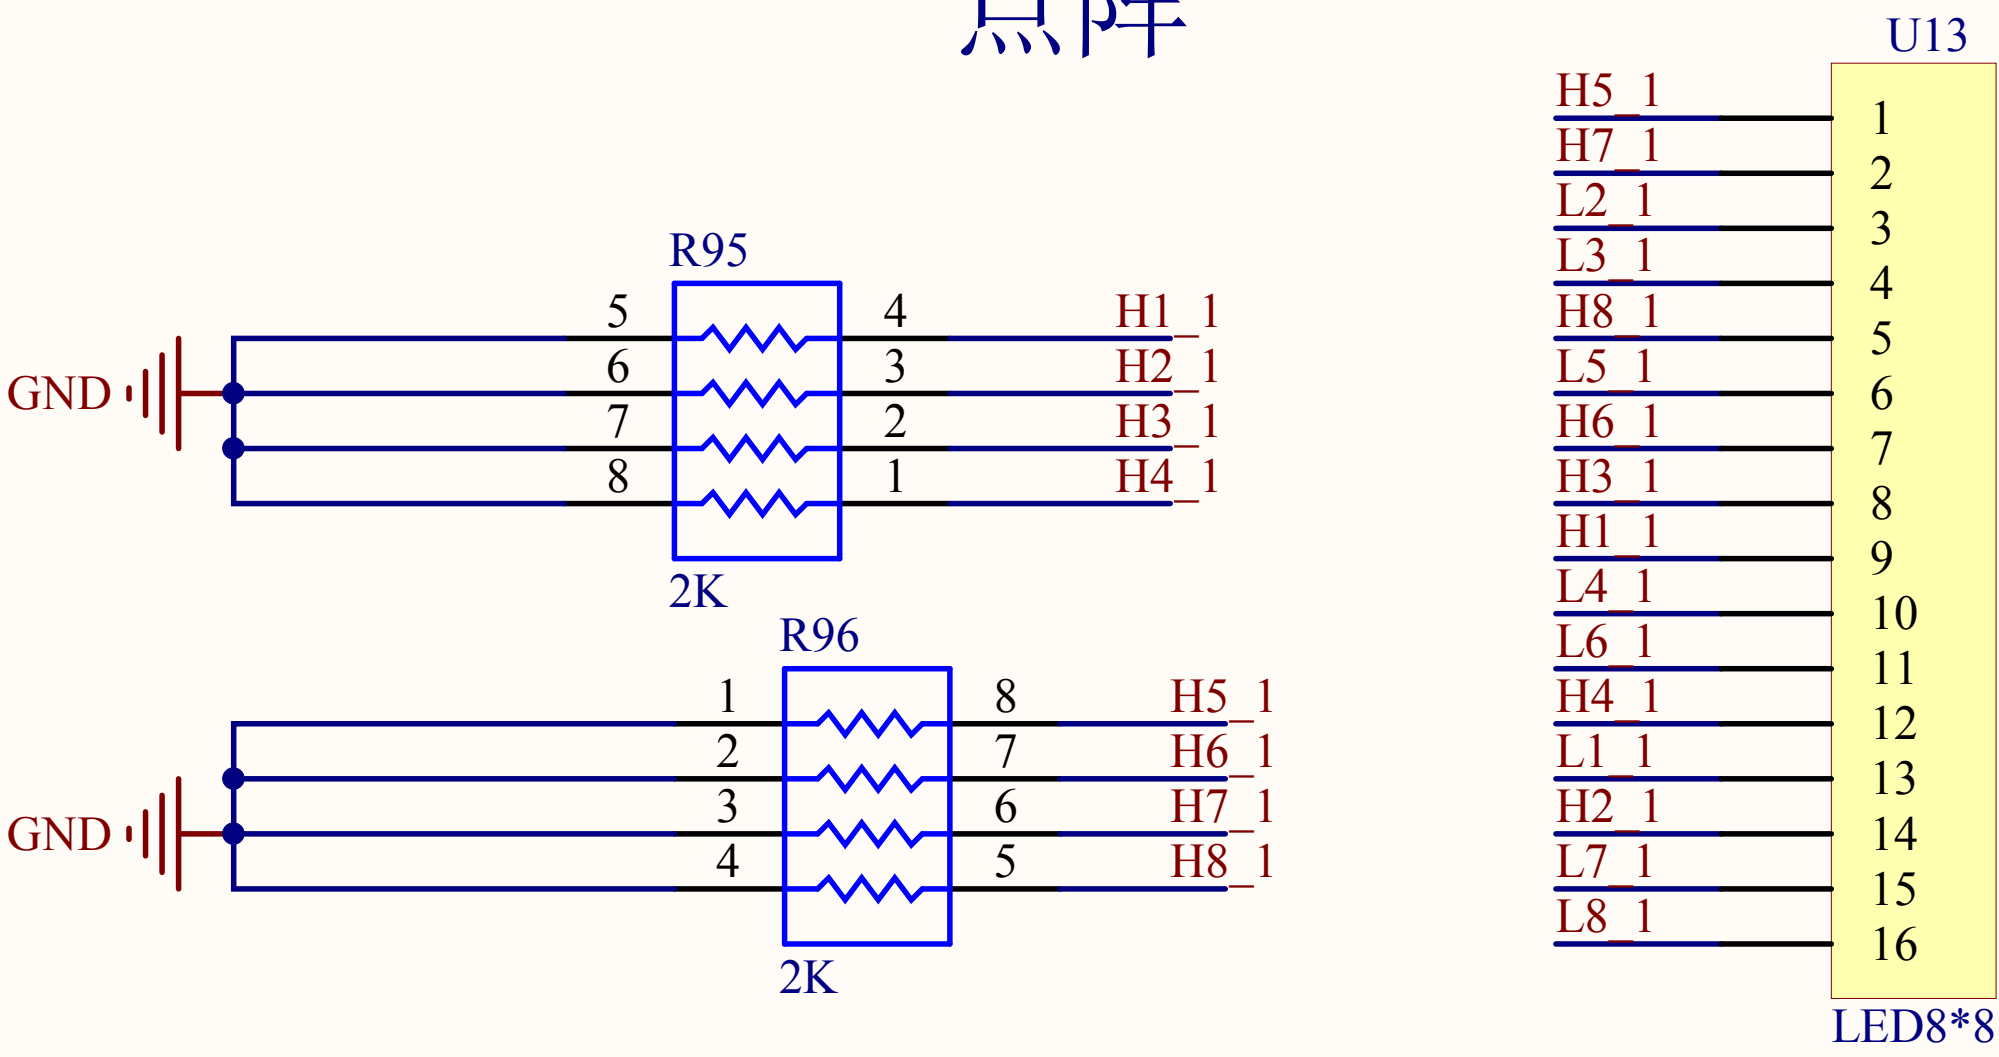 点阵
U13
H5_1 1
H7_1 2
L2_1 3
L3_1 4
H8_1 5
L5_1 6
H6_1 7
H3_1 8
H1_1 9
L4_1 10
L6_1 11
H4_1 12
L1_1 13
H2_1 14
L7_1 15
L8_1 16
LED8*8
R95
5 4 H1_1
6 3 H2_1
GND
7 2 H3_1
8 1 H4_1
2K
R96
1 8 H5_1
2 7 H6_1
GND
3 6 H7_1
4 5 H8_1
2K